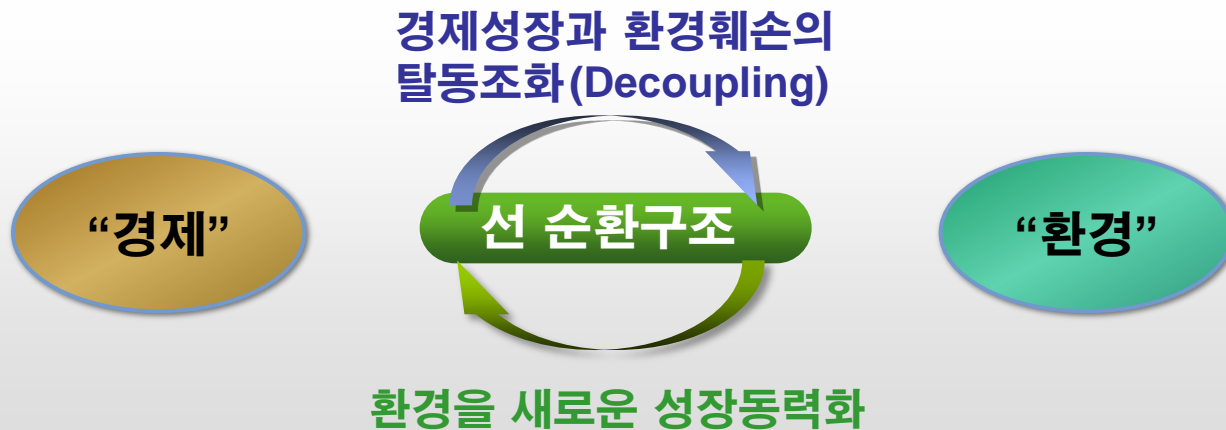 경제성장과 환경훼손의
탈동조화(Decoupling)
“경제”
선 순환구조
“환경”
환경을 새로운 성장동력화